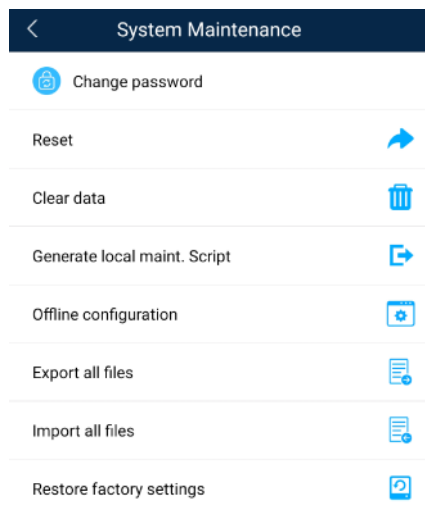 System Maintenance
Change password
Reset
Clear data
Generate local maint. Script
Offline configuration
Export all files
Import all files
Restore factory settings